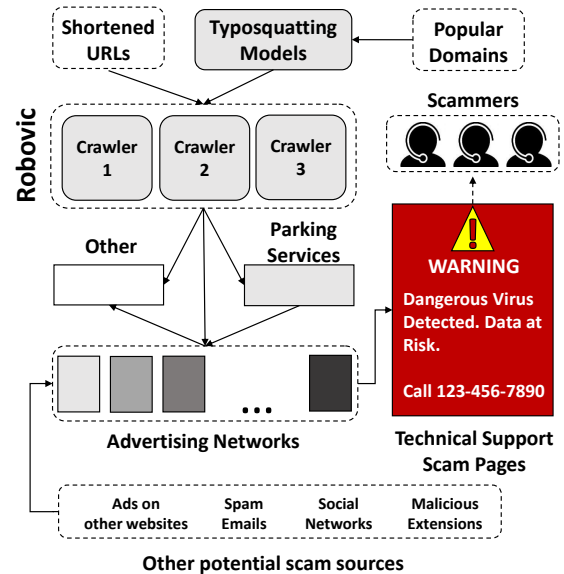 Shortened
URLs
Typosquatting
Models
Popular
Domains
Robovic
Crawler
1
Crawler
2
Crawler
3
Scammers
Other
Parking
Services
WARNING
Dangerous Virus
Detected. Data at
Risk.
Call 123-456-7890
...
Advertising Networks
Technical Support
Scam Pages
Ads on
other websites
Spam
Emails
Social
Networks
Malicious
Extensions
Other potential scam sources